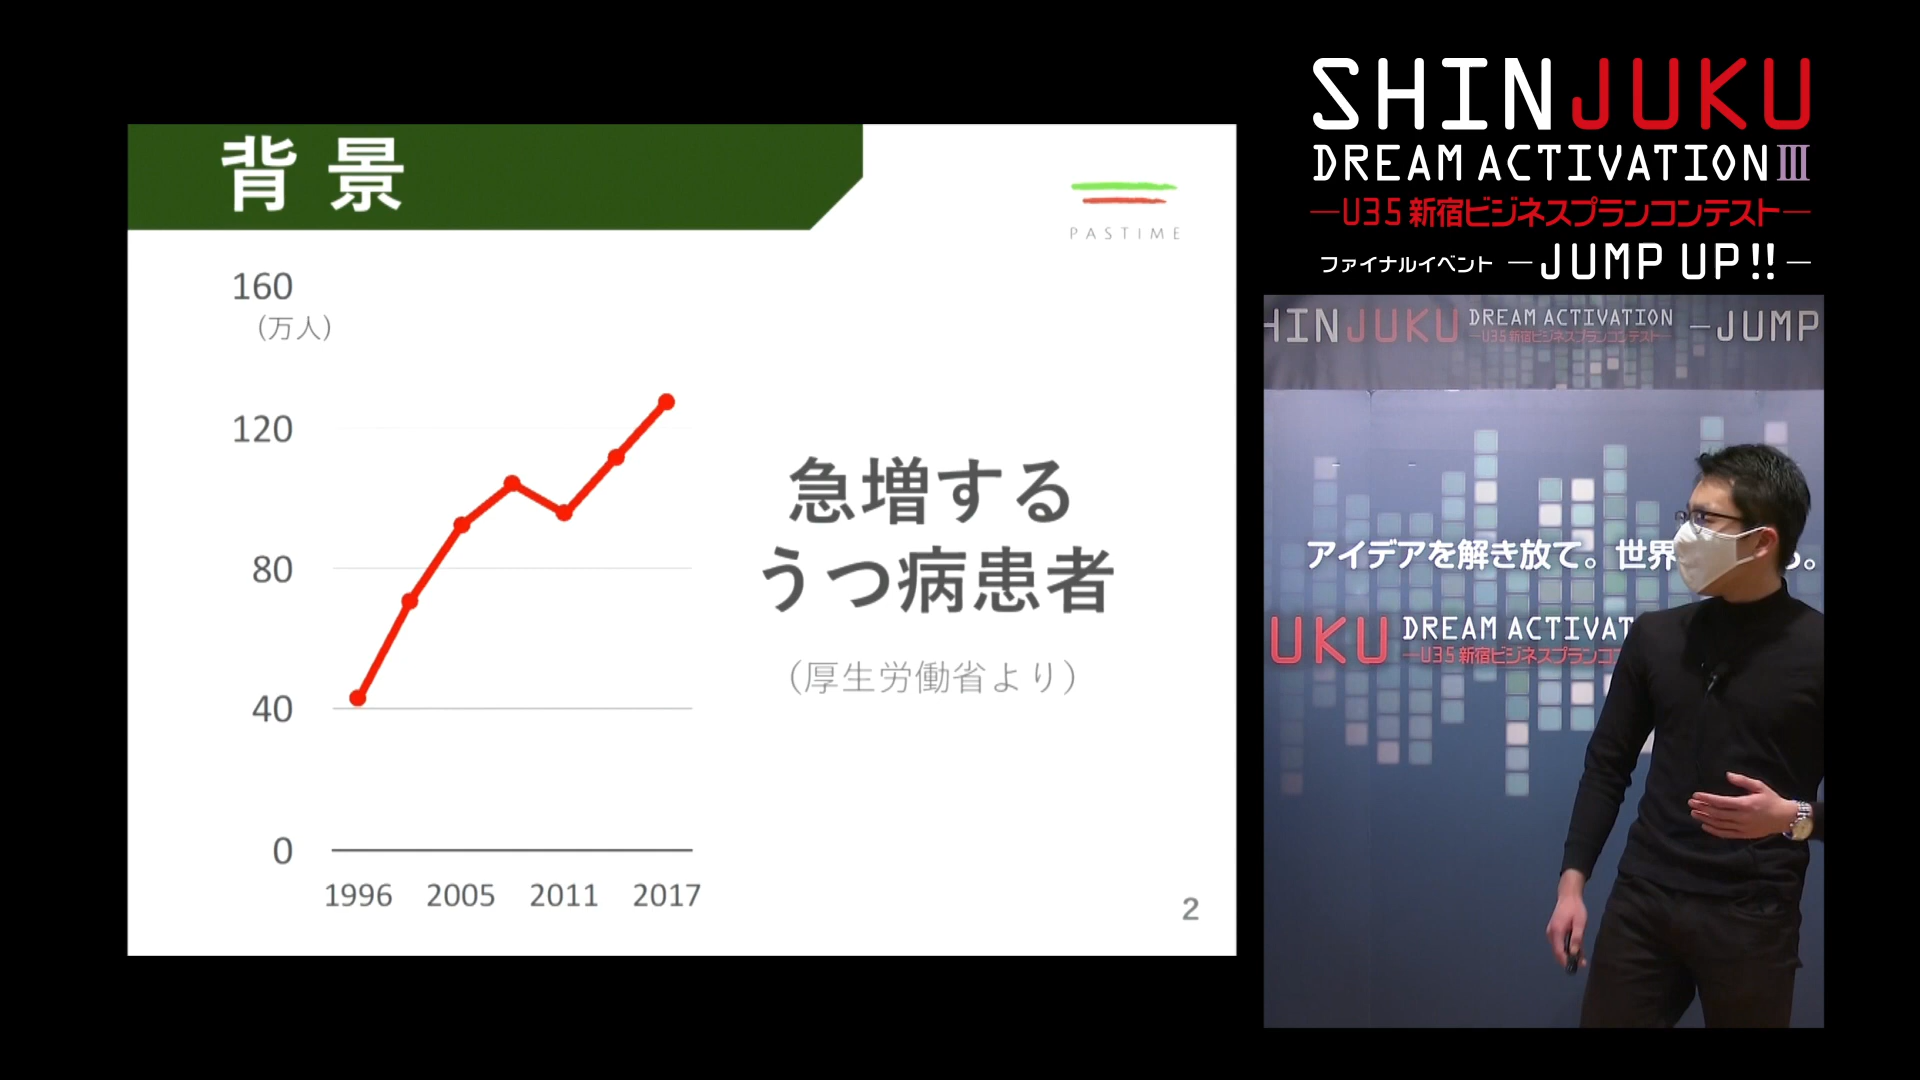 背景
PASTIME
160
(万人)
120
80
40
0
1996 2005 2011 2017
急増する
うつ病患者
(厚生労働省より)
2
SHINJUKU
DREAM ACTIVATION III
—U35 新宿ビジネスプランコンテスト—
ファイナルイベント —JUMP UP!!—
HINJUKU DREAM ACTIVATION —JUMP
—U35 新宿ビジネスプランコンテスト—
アイデアを解き放て。世界
る。
UKU DREAM ACTIVAT
—U35 新宿ビジネスプランコ